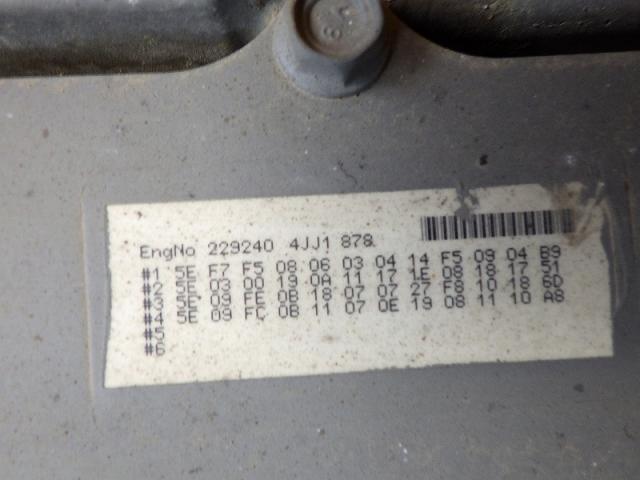 8
EngNo 229240 4JJ1 878
#1 5E F7 F5 08 06 03 04 14 F5 09 04 B9
#2 5E 03 00 19 0A 11 17 1E 08 18 17 51
#3 5E 09 FE 0B 18 07 07 27 F8 10 18 6D
#4 5E 09 FC 0B 11 07 0E 19 08 11 10 A8
#5
#6